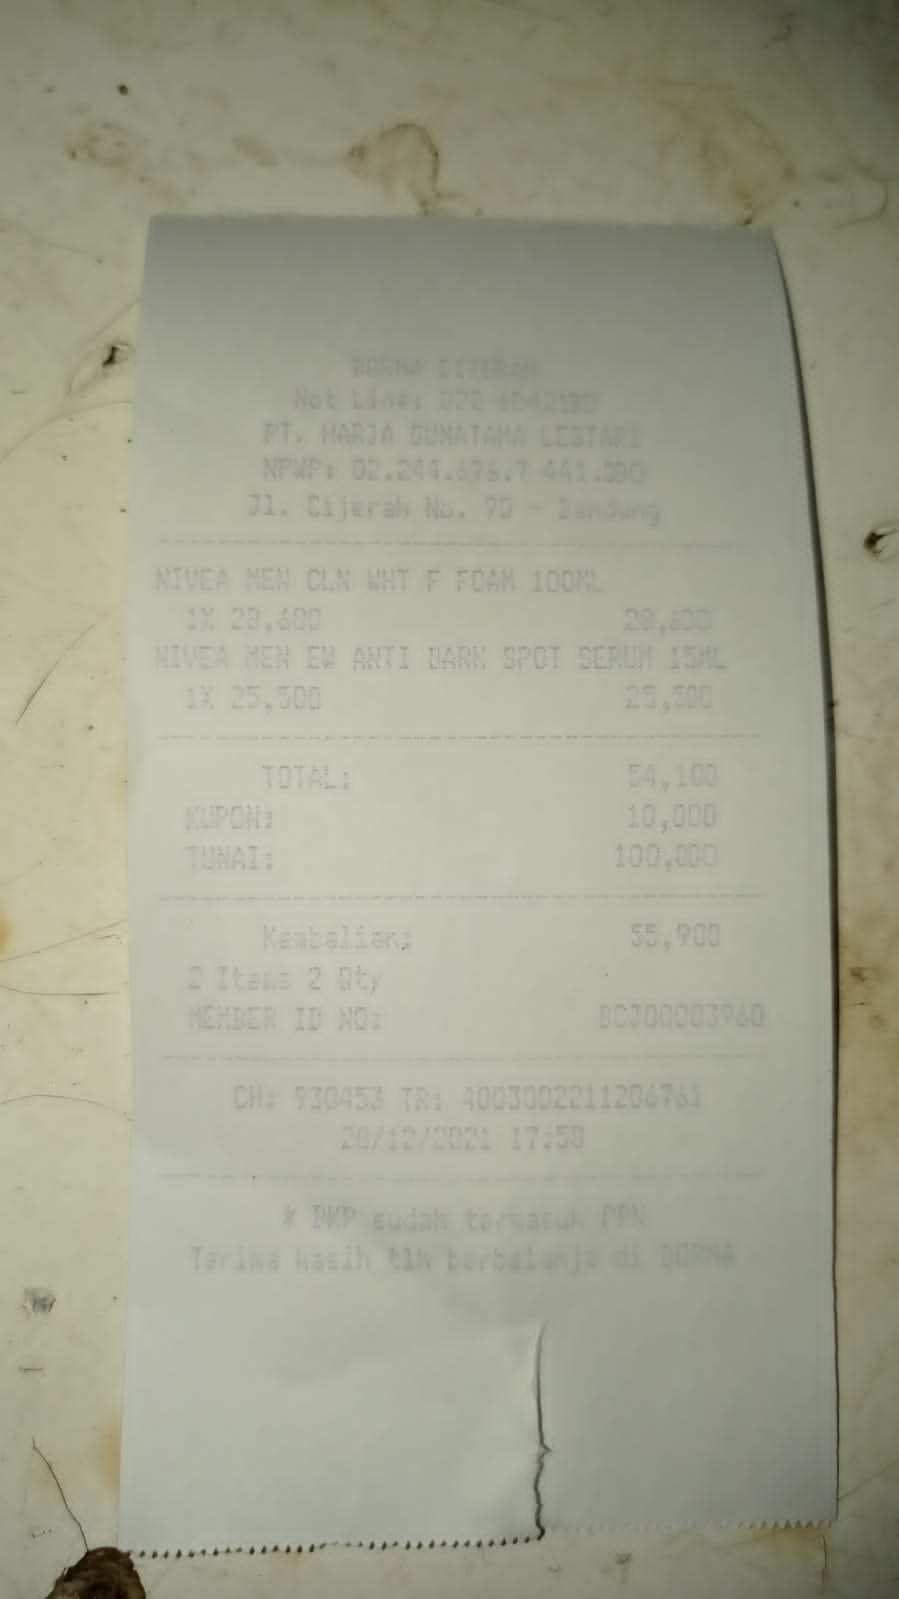 BORMA CIJERAH
Hot Line: 022-6042180
PT. HARJA GUNATAMA LESTARI
NPWP: 02.244.696.7-441.000
Jl. Cijerah No. 90 - Bandung
NIVEA MEN CLN WHT F FOAM 100ML
1X 28,600 28,600
NIVEA MEN EW ANTI DARK SPOT SERUM 15ML
1X 25,500 25,500
TOTAL: 54,100
KUPON: 10,000
TUNAI: 100,000
Kembalian: 55,900
2 Items 2 Qty
MEMBER ID NO: BCJ00003960
CH: 930453 TR: 4003002211206761
28/12/2021 17:58
* BKP sudah termasuk PPN
Terima kasih tlh berbelanja di BORMA